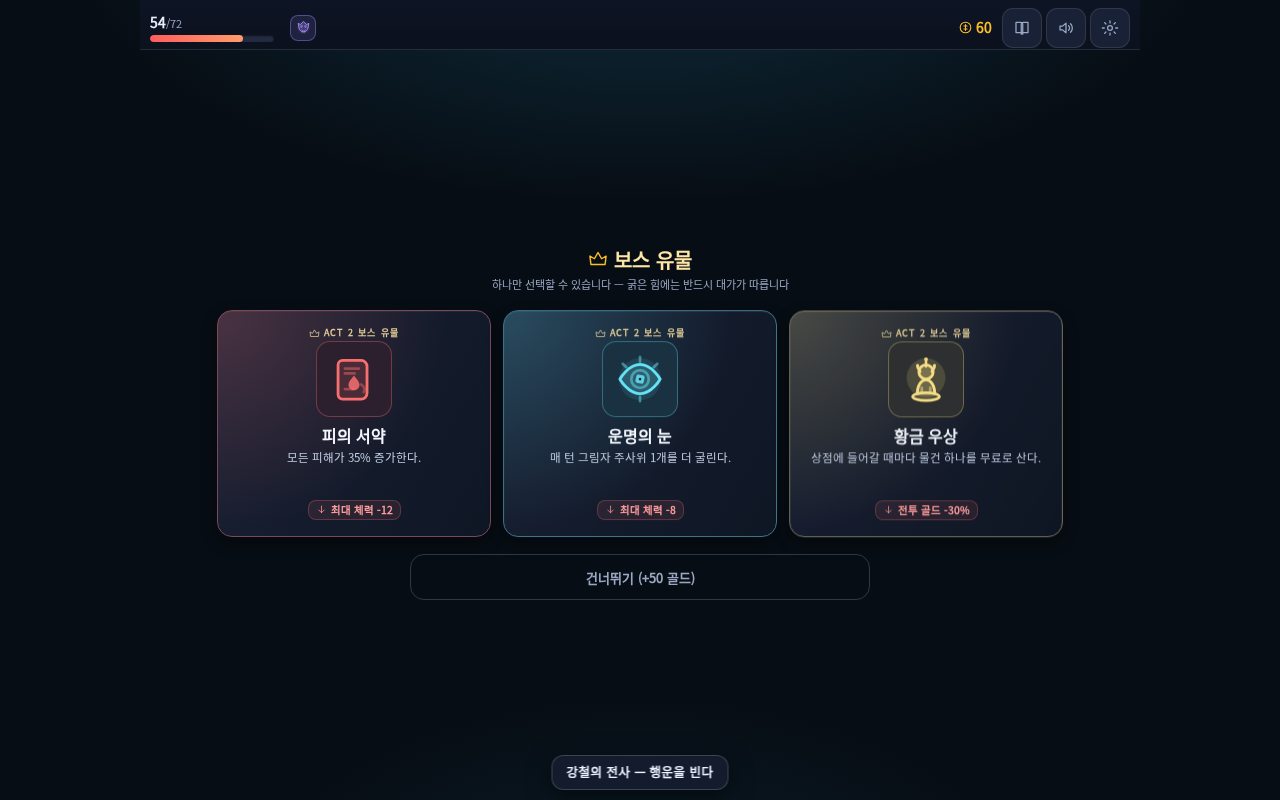 54/72
60
보스 유물
하나만 선택할 수 있습니다 — 굵은 힘에는 반드시 대가가 따릅니다
ACT 2 보스 유물
피의 서약
모든 피해가 35% 증가한다.
↓ 최대 체력 -12
ACT 2 보스 유물
운명의 눈
매 턴 그림자 주사위 1개를 더 굴린다.
↓ 최대 체력 -8
ACT 2 보스 유물
황금 우상
상점에 들어갈 때마다 물건 하나를 무료로 산다.
↓ 전투 골드 -30%
건너뛰기 (+50 골드)
강철의 전사 — 행운을 빈다